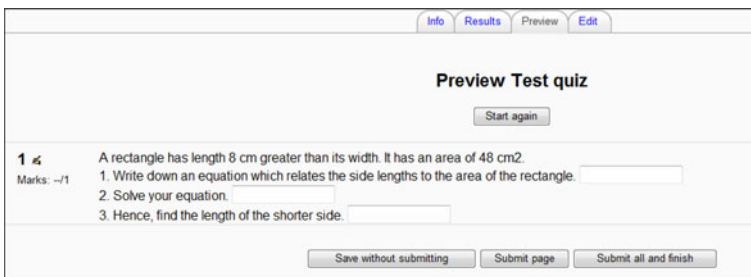 Info Results Preview Edit
Preview Test quiz
Start again
1
A rectangle has length 8 cm greater than its width. It has an area of 48 cm2.
Marks: --/1
1. Write down an equation which relates the side lengths to the area of the rectangle.
2. Solve your equation.
3. Hence, find the length of the shorter side.
Save without submitting Submit page Submit all and finish